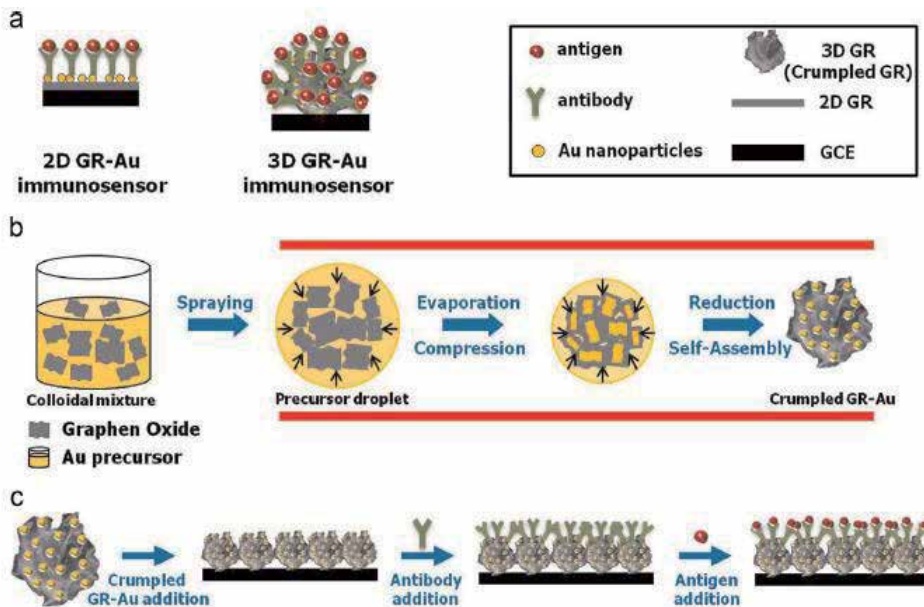 a
2D GR-Au
immunosensor
3D GR-Au
immunosensor
antigen
antibody
Au nanoparticles
3D GR
(Crumpled GR)
2D GR
GCE
b
Colloidal mixture
Graphen Oxide
Au precursor
Spraying
Precursor droplet
Evaporation
Compression
Reduction
Self-Assembly
Crumpled GR-Au
c
Crumpled
GR-Au addition
Antibody
addition
Antigen
addition